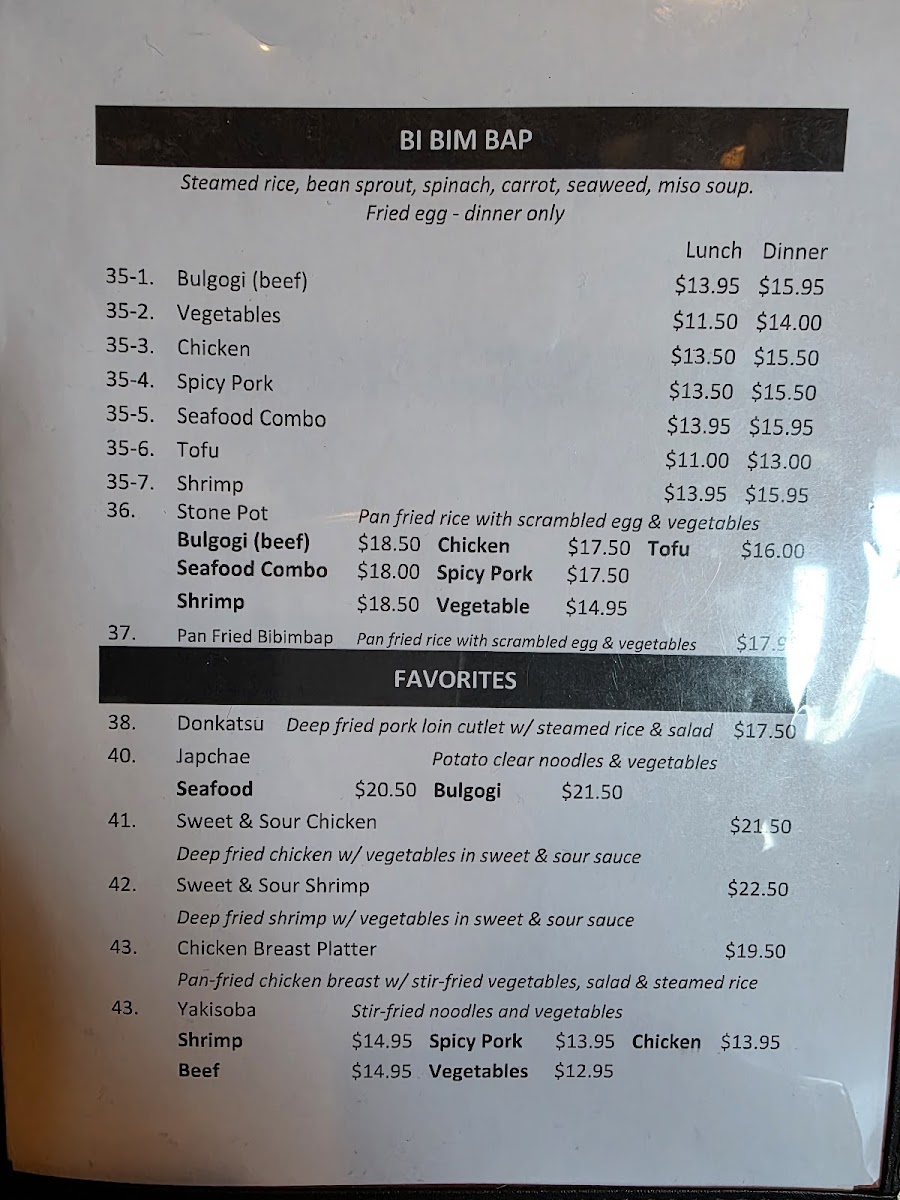 BI BIM BAP
Steamed rice, bean sprout, spinach, carrot, seaweed, miso soup.
Fried egg - dinner only
Lunch Dinner
35-1. Bulgogi (beef) $13.95 $15.95
35-2. Vegetables $11.50 $14.00
35-3. Chicken $13.50 $15.50
35-4. Spicy Pork $13.50 $15.50
35-5. Seafood Combo $13.95 $15.95
35-6. Tofu $11.00 $13.00
35-7. Shrimp $13.95 $15.95
36. Stone Pot Pan fried rice with scrambled egg & vegetables
Bulgogi (beef) $18.50 Chicken $17.50 Tofu $16.00
Seafood Combo $18.00 Spicy Pork $17.50
Shrimp $18.50 Vegetable $14.95
37. Pan Fried Bibimbap Pan fried rice with scrambled egg & vegetables
FAVORITES
38. Donkatsu Deep fried pork loin cutlet w/ steamed rice & salad $17.50
40. Japchae Potato clear noodles & vegetables
Seafood $20.50 Bulgogi $21.50
41. Sweet & Sour Chicken $21.50
Deep fried chicken w/ vegetables in sweet & sour sauce
42. Sweet & Sour Shrimp $22.50
Deep fried shrimp w/ vegetables in sweet & sour sauce
43. Chicken Breast Platter $19.50
Pan-fried chicken breast w/ stir-fried vegetables, salad & steamed rice
43. Yakisoba Stir-fried noodles and vegetables
Shrimp $14.95 Spicy Pork $13.95 Chicken $13.95
Beef $14.95 Vegetables $12.95